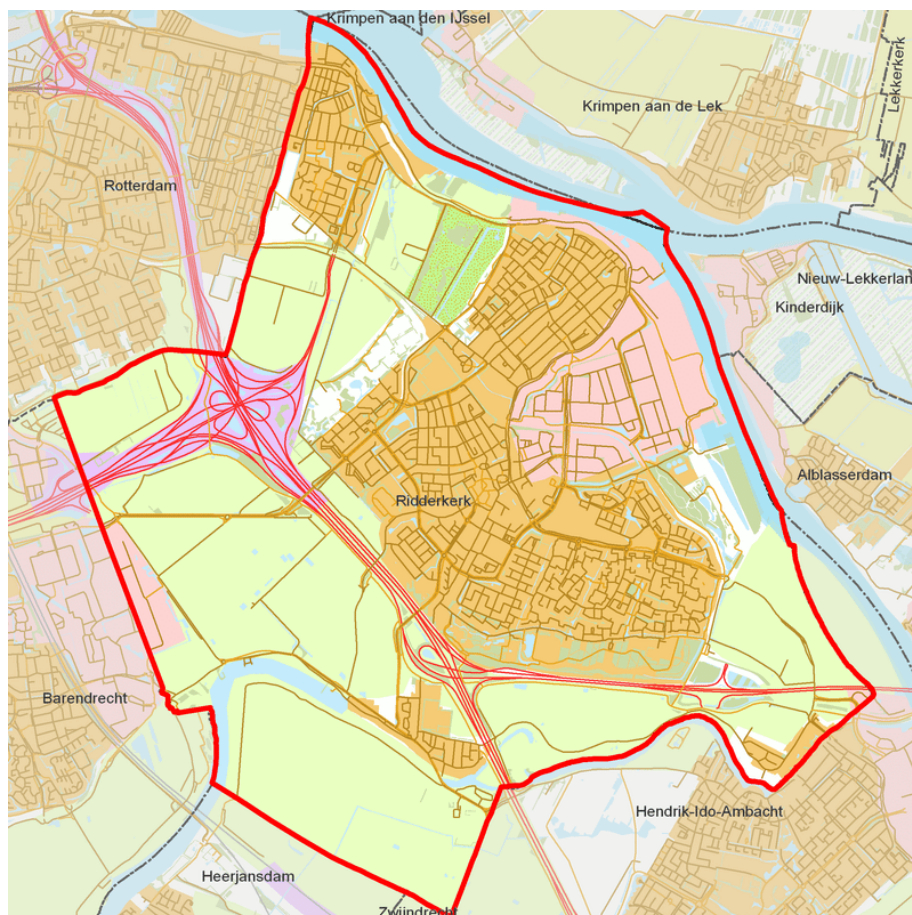 Krimpen aan den IJssel
Lekkerkerk
Krimpen aan de Lek
Rotterdam
Nieuw-Lekkerlan
Kinderdijk
Alblasserdam
Ridderkerk
Barendrecht
Hendrik-Ido-Ambacht
Heerjansdam
Zwijndrecht